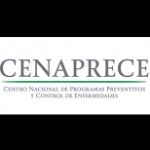 CENAPRECE
CENTRO NACIONAL DE PROGRAMAS PREVENTIVOS
Y CONTROL DE ENFERMEDADES